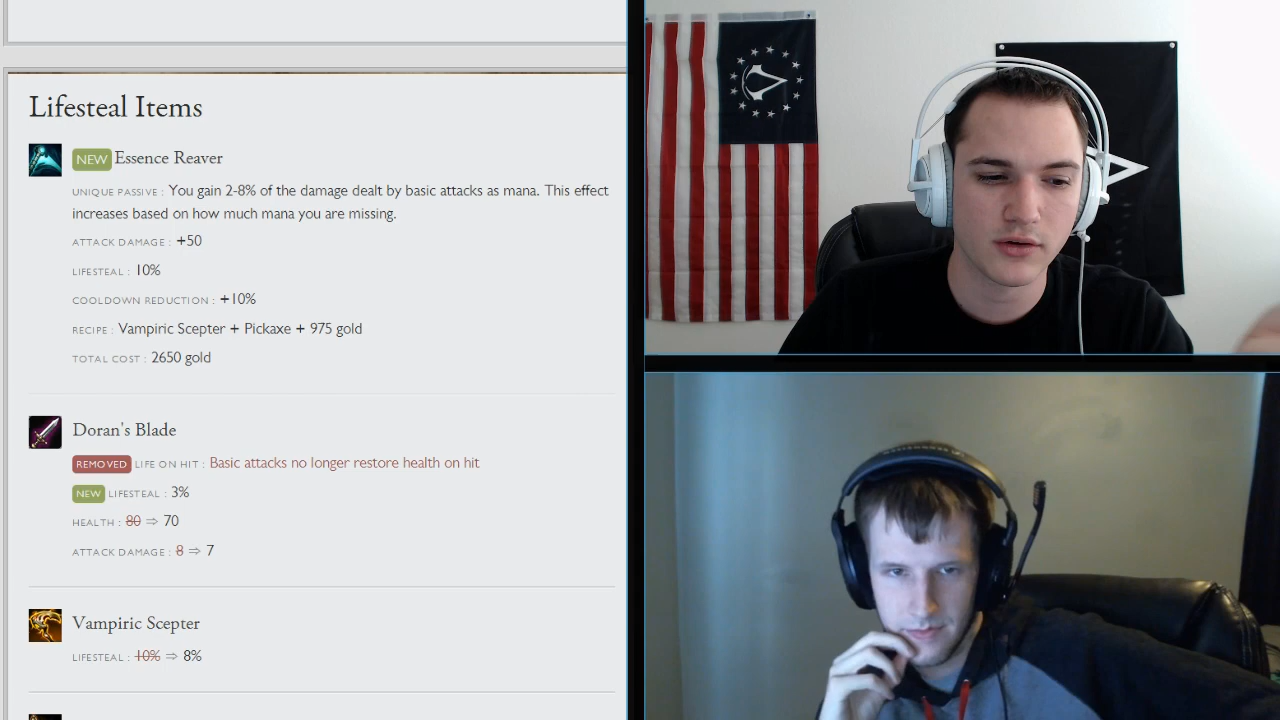 Lifesteal Items
NEW Essence Reaver
UNIQUE PASSIVE : You gain 2-8% of the damage dealt by basic attacks as mana. This effect
increases based on how much mana you are missing.
ATTACK DAMAGE : +50
LIFESTEAL : 10%
COOLDOWN REDUCTION : +10%
RECIPE : Vampiric Scepter + Pickaxe + 975 gold
TOTAL COST : 2650 gold
Doran's Blade
REMOVED LIFE ON HIT : Basic attacks no longer restore health on hit
NEW LIFESTEAL : 3%
HEALTH : 80 ⇒ 70
ATTACK DAMAGE : 8 ⇒ 7
Vampiric Scepter
LIFESTEAL : 10% ⇒ 8%